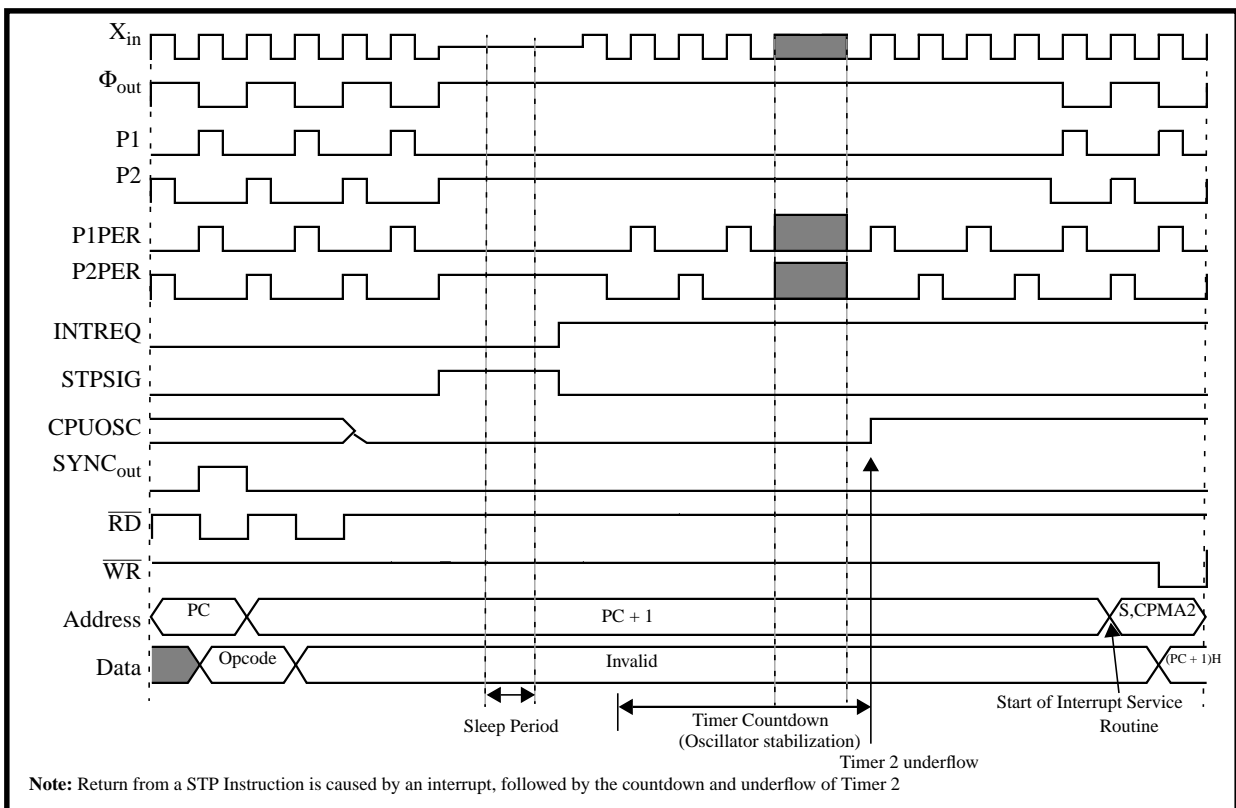 Xin
Φout
P1
P2
P1PER
P2PER
INTREQ
STPSIG
CPUOSC
SYNCout
RD
WR
Address PC PC + 1 S,CPMA2
Data Opcode Invalid (PC + 1)H
Sleep Period
Timer Countdown
(Oscillator stabilization)
Timer 2 underflow
Start of Interrupt Service
Routine
Note: Return from a STP Instruction is caused by an interrupt, followed by the countdown and underflow of Timer 2